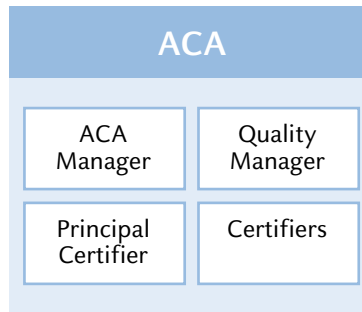 ACA
ACA
Manager
Quality
Manager
Principal
Certifier
Certifiers